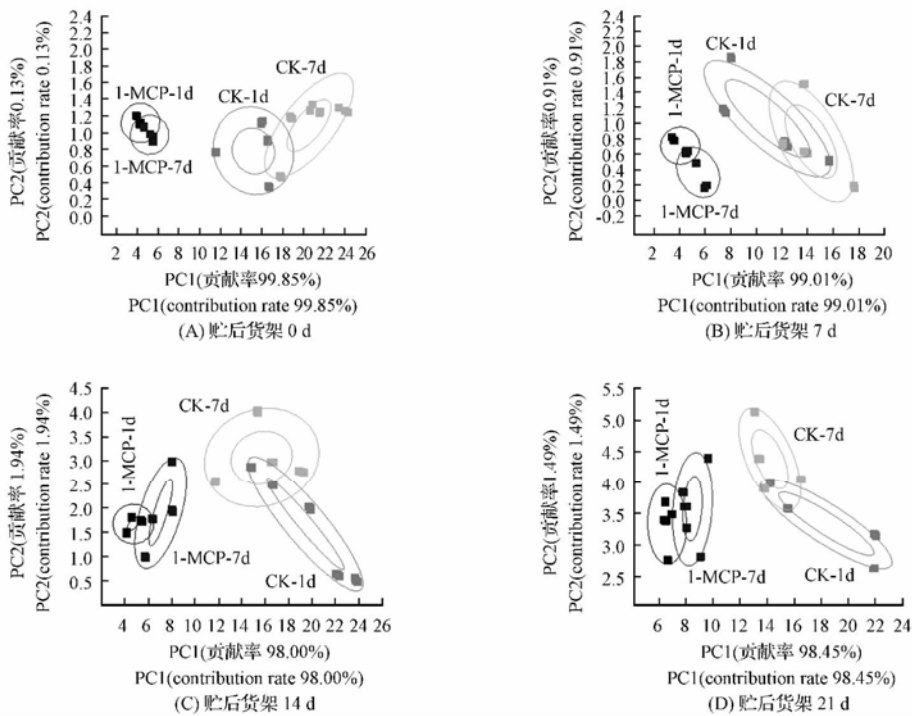 2.4
2.2
2.0
1.8
1.6
1.4
1.2
1.0
0.8
0.6
0.4
0.2
0.0
PC2(贡献率0.13%)
PC2(contribution rate 0.13%)
1-MCP-1d
1-MCP-7d
CK-1d
CK-7d
2 4 6 8 10 12 14 16 18 20 22 24 26
PC1(贡献率99.85%)
PC1(contribution rate 99.85%)
(A) 贮后货架 0 d
2.4
2.2
2.0
1.8
1.6
1.4
1.2
1.0
0.8
0.6
0.4
0.2
0.0
-0.2
PC2(贡献率0.91%)
PC2(contribution rate 0.91%)
1-MCP-1d
1-MCP-7d
CK-1d
CK-7d
2 4 6 8 10 12 14 16 18 20
PC1(贡献率 99.01%)
PC1(contribution rate 99.01%)
(B) 贮后货架 7 d
4.5
4.0
3.5
3.0
2.5
2.0
1.5
1.0
0.5
PC2(贡献率 1.94%)
PC2(contribution rate 1.94%)
1-MCP-1d
1-MCP-7d
CK-7d
CK-1d
4 6 8 10 12 14 16 18 20 22 24 26
PC1(贡献率 98.00%)
PC1(contribution rate 98.00%)
(C) 贮后货架 14 d
5.5
5.0
4.5
4.0
3.5
3.0
2.5
PC2(贡献率1.49%)
PC2(contribution rate 1.49%)
1-MCP-1d
1-MCP-7d
CK-7d
CK-1d
6 8 10 12 14 16 18 20 22 24
PC1(贡献率 98.45%)
PC1(contribution rate 98.45%)
(D) 贮后货架 21 d